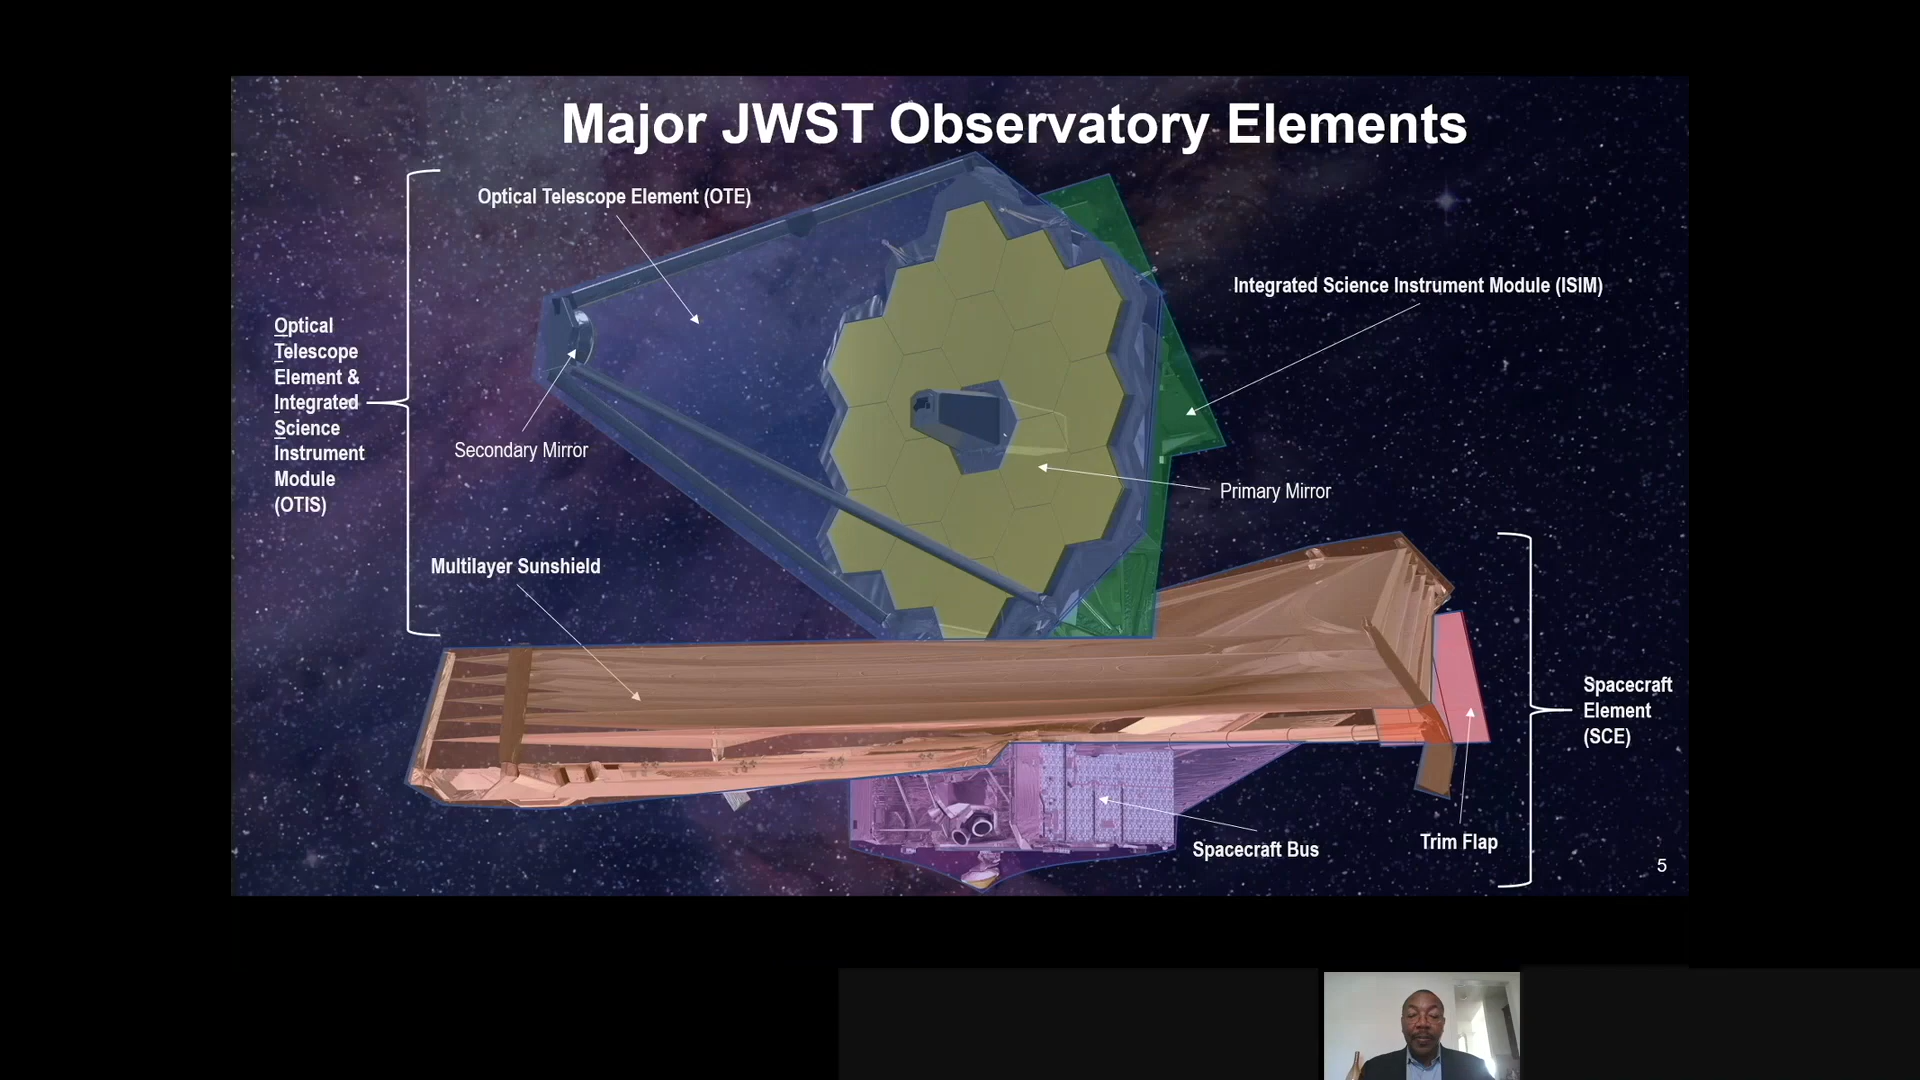 Major JWST Observatory Elements
Optical Telescope Element (OTE)
Integrated Science Instrument Module (ISIM)
Optical
Telescope
Element &
Integrated
Science
Instrument
Module
(OTIS)
Secondary Mirror
Primary Mirror
Multilayer Sunshield
Spacecraft
Element
(SCE)
Spacecraft Bus
Trim Flap
5